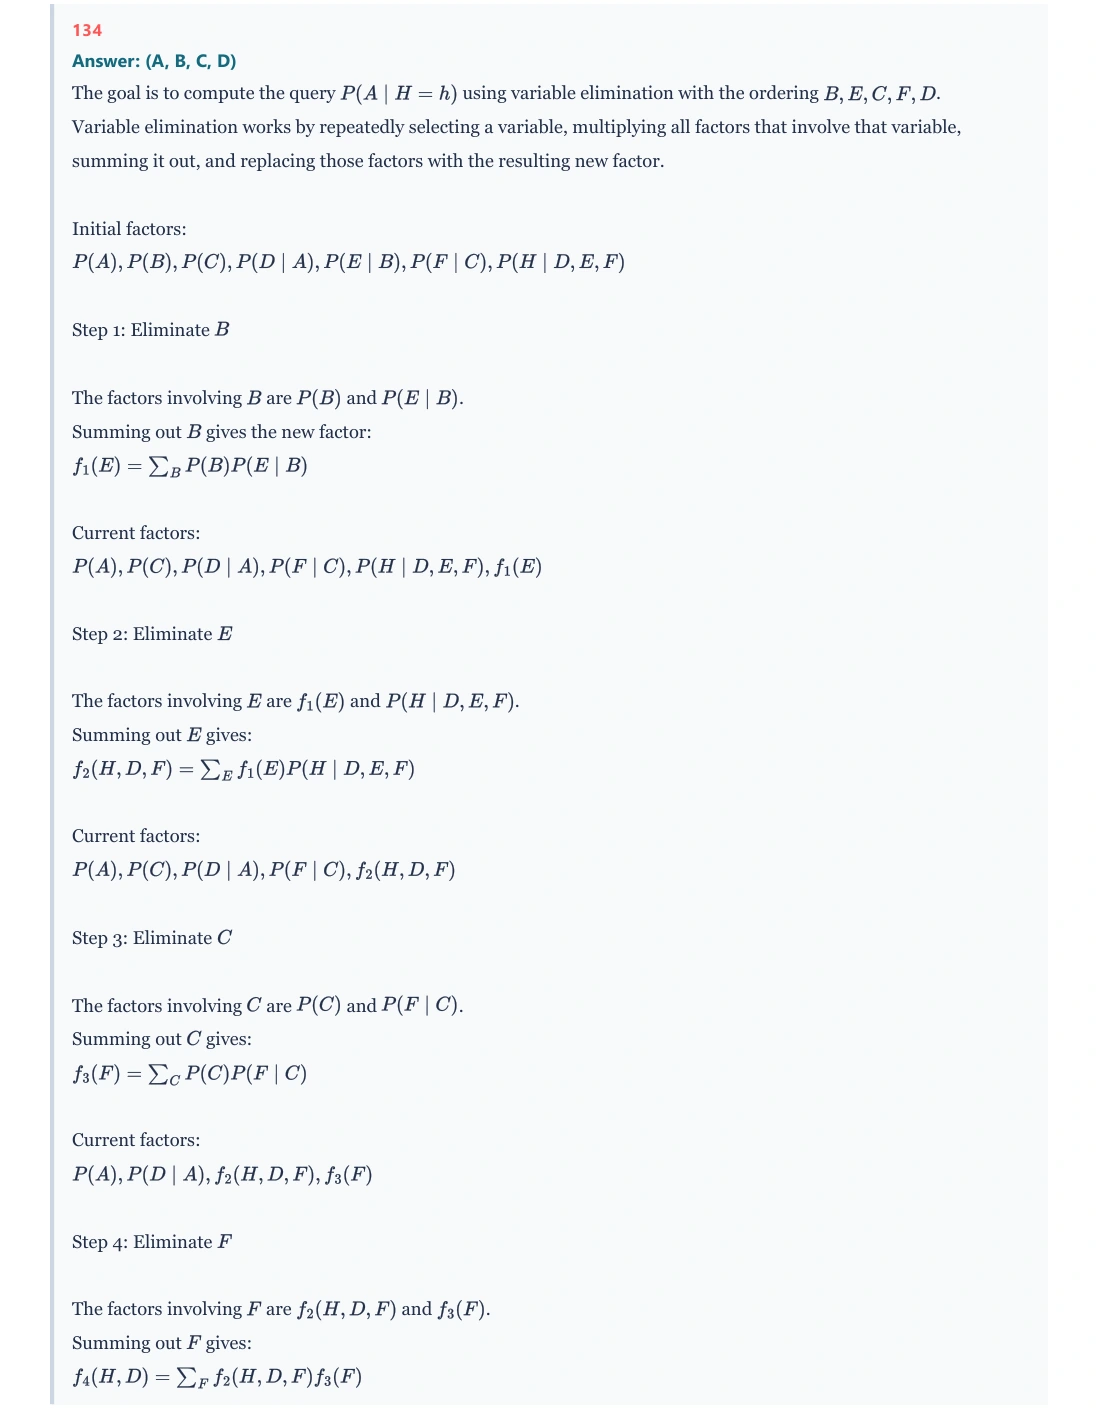 134
Answer: (A, B, C, D)
The goal is to compute the query P(A | H = h) using variable elimination with the ordering B, E, C, F, D.
Variable elimination works by repeatedly selecting a variable, multiplying all factors that involve that variable,
summing it out, and replacing those factors with the resulting new factor.
Initial factors:
P(A), P(B), P(C), P(D | A), P(E | B), P(F | C), P(H | D, E, F)
Step 1: Eliminate B
The factors involving B are P(B) and P(E | B).
Summing out B gives the new factor:
f₁(E) = ∑_B P(B)P(E | B)
Current factors:
P(A), P(C), P(D | A), P(F | C), P(H | D, E, F), f₁(E)
Step 2: Eliminate E
The factors involving E are f₁(E) and P(H | D, E, F).
Summing out E gives:
f₂(H, D, F) = ∑_E f₁(E)P(H | D, E, F)
Current factors:
P(A), P(C), P(D | A), P(F | C), f₂(H, D, F)
Step 3: Eliminate C
The factors involving C are P(C) and P(F | C).
Summing out C gives:
f₃(F) = ∑_C P(C)P(F | C)
Current factors:
P(A), P(D | A), f₂(H, D, F), f₃(F)
Step 4: Eliminate F
The factors involving F are f₂(H, D, F) and f₃(F).
Summing out F gives:
f₄(H, D) = ∑_F f₂(H, D, F)f₃(F)